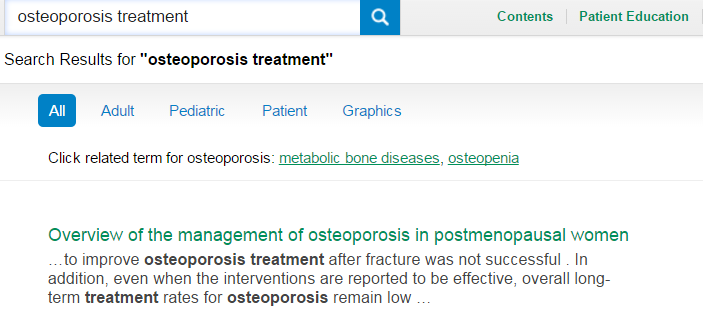 osteoporosis treatment
Contents Patient Education
Search Results for "osteoporosis treatment"
All Adult Pediatric Patient Graphics
Click related term for osteoporosis: metabolic bone diseases, osteopenia
Overview of the management of osteoporosis in postmenopausal women
…to improve osteoporosis treatment after fracture was not successful . In
addition, even when the interventions are reported to be effective, overall long-
term treatment rates for osteoporosis remain low …